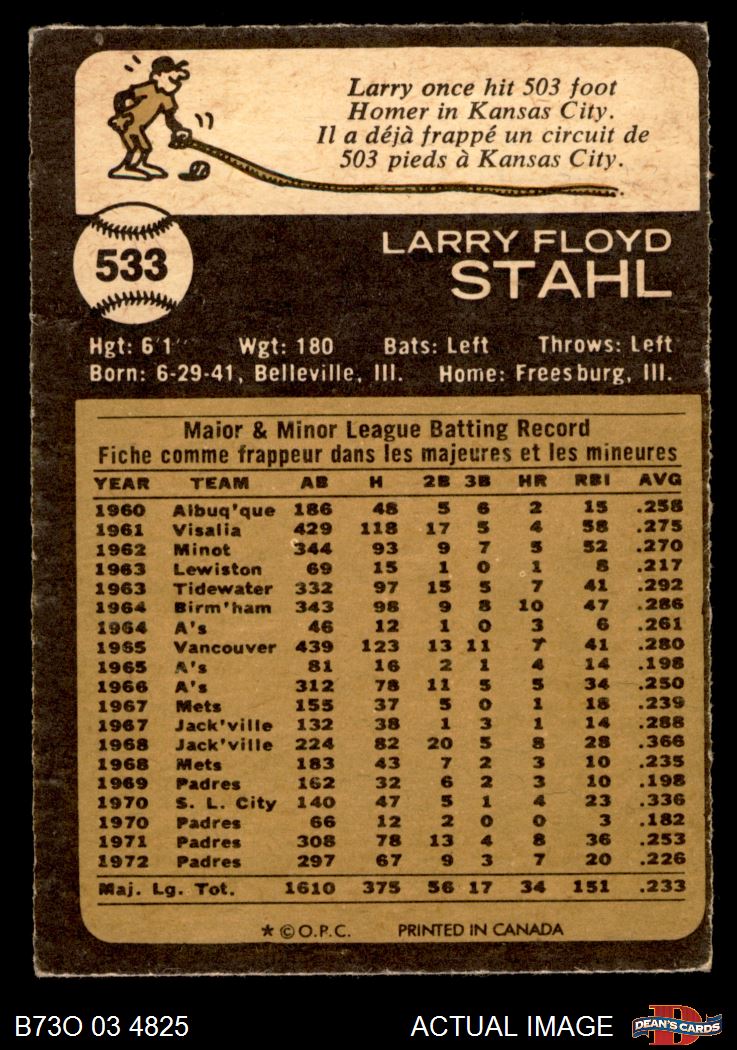 Larry once hit 503 foot
Homer in Kansas City.
Il a déjà frappé un circuit de
503 pieds à Kansas City.
533
LARRY FLOYD
STAHL
Hgt: 6'1" Wgt: 180 Bats: Left Throws: Left
Born: 6-29-41, Belleville, Ill. Home: Freesburg, Ill.
Major & Minor League Batting Record
Fiche comme frappeur dans les majeures et les mineures
YEAR TEAM AB H 2B 3B HR RBI AVG
1960 Albuq'que 186 48 5 6 2 15 .258
1961 Visalia 429 118 17 5 4 58 .275
1962 Minot 344 93 9 7 5 52 .270
1963 Lewiston 69 15 1 0 1 8 .217
1963 Tidewater 332 97 15 5 7 41 .292
1964 Birm'ham 343 98 9 8 10 47 .286
1964 A's 46 12 1 0 3 6 .261
1965 Vancouver 439 123 13 11 7 41 .280
1965 A's 81 16 2 1 4 14 .198
1966 A's 312 78 11 5 5 34 .250
1967 Mets 155 37 5 0 1 18 .239
1967 Jack'ville 132 38 1 3 1 14 .288
1968 Jack'ville 224 82 20 5 8 28 .366
1968 Mets 183 43 7 2 3 10 .235
1969 Padres 162 32 6 2 3 10 .198
1970 S. L. City 140 47 5 1 4 23 .336
1970 Padres 66 12 2 0 0 3 .182
1971 Padres 308 78 13 4 8 36 .253
1972 Padres 297 67 9 3 7 20 .226
Maj. Lg. Tot. 1610 375 56 17 34 151 .233
* © O.P.C. PRINTED IN CANADA
B73O 03 4825 ACTUAL IMAGE DEAN'S CARDS